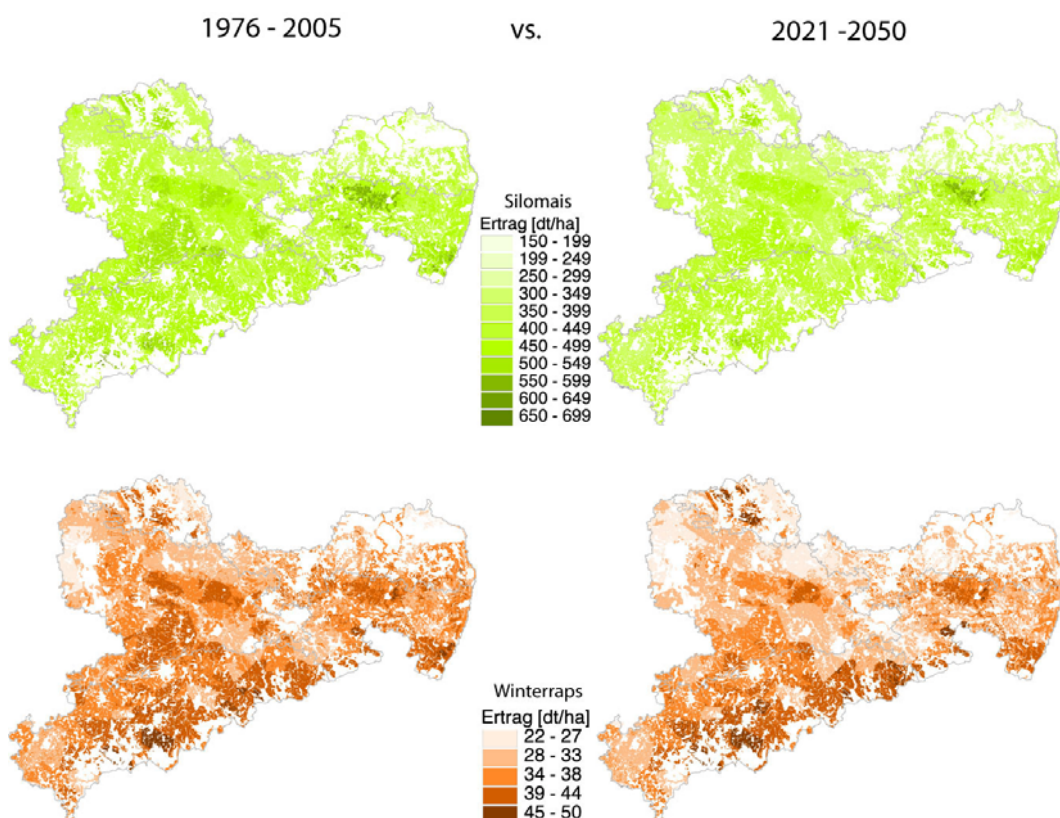 1976 - 2005 vs. 2021 -2050
Silomais
Ertrag [dt/ha]
150 - 199
199 - 249
250 - 299
300 - 349
350 - 399
400 - 449
450 - 499
500 - 549
550 - 599
600 - 649
650 - 699
Winterraps
Ertrag [dt/ha]
22 - 27
28 - 33
34 - 38
39 - 44
45 - 50